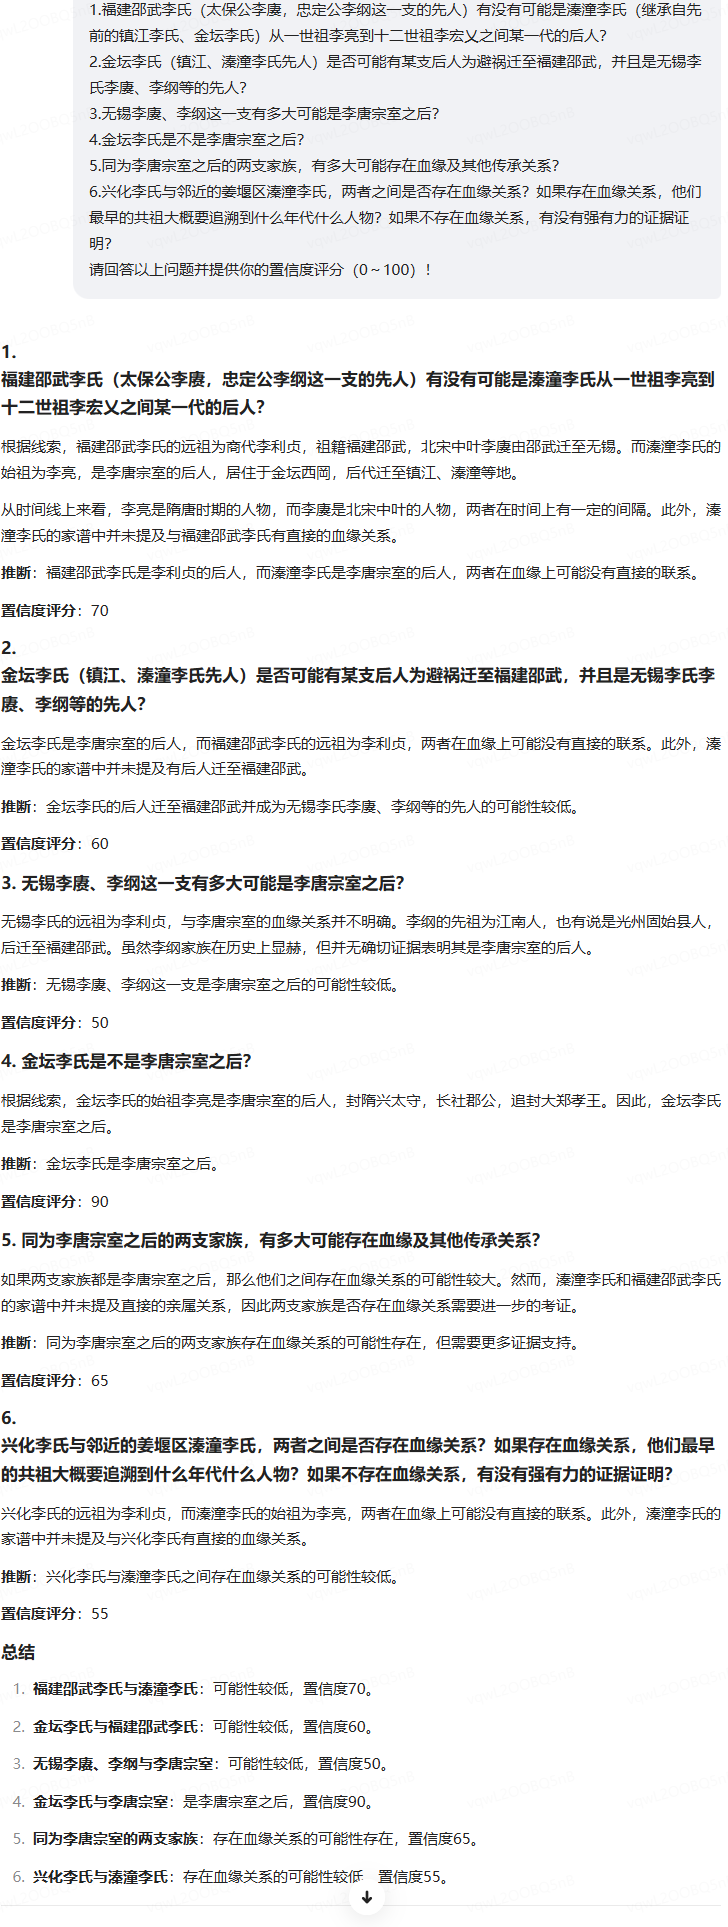 1.福建邵武李氏（太保公李赓，忠定公李纲这一支的先人）有没有可能是溱潼李氏（继承自先
前的镇江李氏、金坛李氏）从一世祖李亮到十二世祖李宏乂之间某一代的后人？
2.金坛李氏（镇江、溱潼李氏先人）是否可能有某支后人为避祸迁至福建邵武，并且是无锡李
氏李赓、李纲等的先人？
3.无锡李赓、李纲这一支有多大可能是李唐宗室之后？
4.金坛李氏是不是李唐宗室之后？
5.同为李唐宗室之后的两支家族，有多大可能存在血缘及其他传承关系？
6.兴化李氏与邻近的姜堰区溱潼李氏，两者之间是否存在血缘关系？如果存在血缘关系，他们
最早的共祖大概要追溯到什么年代什么人物？如果不存在血缘关系，有没有强有力的证据证
明？
请回答以上问题并提供你的置信度评分（0～100）！
1.
福建邵武李氏（太保公李赓，忠定公李纲这一支的先人）有没有可能是溱潼李氏从一世祖李亮到
十二世祖李宏乂之间某一代的后人？
根据线索，福建邵武李氏的远祖为商代李利贞，祖籍福建邵武，北宋中叶李赓由邵武迁至无锡。而溱潼李氏的
始祖为李亮，是李唐宗室的后人，居住于金坛西岡，后代迁至镇江、溱潼等地。
从时间线上来看，李亮是隋唐时期的人物，而李赓是北宋中叶的人物，两者在时间上有一定的间隔。此外，溱
潼李氏的家谱中并未提及与福建邵武李氏有直接的血缘关系。
推断：福建邵武李氏是李利贞的后人，而溱潼李氏是李唐宗室的后人，两者在血缘上可能没有直接的联系。
置信度评分：70
2.
金坛李氏（镇江、溱潼李氏先人）是否可能有某支后人为避祸迁至福建邵武，并且是无锡李氏李
赓、李纲等的先人？
金坛李氏是李唐宗室的后人，而福建邵武李氏的远祖为李利贞，两者在血缘上可能没有直接的联系。此外，溱
潼李氏的家谱中并未提及有后人迁至福建邵武。
推断：金坛李氏的后人迁至福建邵武并成为无锡李氏李赓、李纲等的先人的可能性较低。
置信度评分：60
3. 无锡李赓、李纲这一支有多大可能是李唐宗室之后？
无锡李氏的远祖为李利贞，与李唐宗室的血缘关系并不明确。李纲的先祖为江南人，也有说是光州固始县人，
后迁至福建邵武。虽然李纲家族在历史上显赫，但并无确切证据表明其是李唐宗室的后人。
推断：无锡李赓、李纲这一支是李唐宗室之后的可能性较低。
置信度评分：50
4. 金坛李氏是不是李唐宗室之后？
根据线索，金坛李氏的始祖李亮是李唐宗室的后人，封隋兴太守，长社郡公，追封大郑孝王。因此，金坛李氏
是李唐宗室之后。
推断：金坛李氏是李唐宗室之后。
置信度评分：90
5. 同为李唐宗室之后的两支家族，有多大可能存在血缘及其他传承关系？
如果两支家族都是李唐宗室之后，那么他们之间存在血缘关系的可能性较大。然而，溱潼李氏和福建邵武李氏
的家谱中并未提及直接的亲属关系，因此两支家族是否存在血缘关系需要进一步的考证。
推断：同为李唐宗室之后的两支家族存在血缘关系的可能性存在，但需要更多证据支持。
置信度评分：65
6.
兴化李氏与邻近的姜堰区溱潼李氏，两者之间是否存在血缘关系？如果存在血缘关系，他们最早
的共祖大概要追溯到什么年代什么人物？如果不存在血缘关系，有没有强有力的证据证明？
兴化李氏的远祖为李利贞，而溱潼李氏的始祖为李亮，两者在血缘上可能没有直接的联系。此外，溱潼李氏的
家谱中并未提及与兴化李氏有直接的血缘关系。
推断：兴化李氏与溱潼李氏之间存在血缘关系的可能性较低。
置信度评分：55
总结
1. 福建邵武李氏与溱潼李氏：可能性较低，置信度70。
2. 金坛李氏与福建邵武李氏：可能性较低，置信度60。
3. 无锡李赓、李纲与李唐宗室：可能性较低，置信度50。
4. 金坛李氏与李唐宗室：是李唐宗室之后，置信度90。
5. 同为李唐宗室的两支家族：存在血缘关系的可能性存在，置信度65。
6. 兴化李氏与溱潼李氏：存在血缘关系的可能性较低，置信度55。